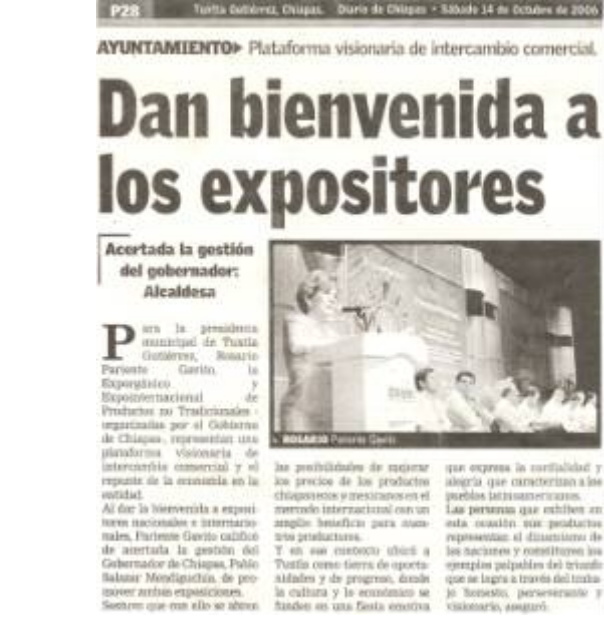 P28 Tuxtla Gutiérrez, Chiapas. Diario de Chiapas • Sábado 14 de Octubre de 2006
AYUNTAMIENTO▸ Plataforma visionaria de intercambio comercial.
Dan bienvenida a
los expositores
Acertada la gestión
del gobernador:
Alcaldesa
Para la presidenta
municipal de Tuxtla
Gutiérrez, Rosario
Pariente Gavito, la
Exporgánico y
Expointernacional de
Productos no Tradicionales -
organizadas por el Gobierno
de Chiapas-, representan una
plataforma visionaria de
intercambio comercial y el
repunte de la economía en la
entidad.
Al dar la bienvenida a exposi-
tores nacionales e internacio-
nales, Pariente Gavito calificó
de acertada la gestión del
Gobernador de Chiapas, Pablo
Salazar Mendiguchía, de pro-
mover ambas exposiciones.
Sostuvo que con ello se abren
ROSARIO Pariente Gavito
las posibilidades de mejorar
los precios de los productos
chiapanecos y mexicanos en el
mercado internacional con un
amplio beneficio para nues-
tros productores.
Y en ese contexto ubicó a
Tuxtla como tierra de oportu-
nidades y de progreso, donde
la cultura y lo económico se
funden en una fiesta emotiva
que expresa la cordialidad y
alegría que caracterizan a los
pueblos latinoamericanos.
Las personas que exhiben en
esta ocasión sus productos
representan el dinamismo de
las naciones y constituyen los
ejemplos palpables del triunfo
que se logra a través del traba-
jo honesto, perseverante y
visionario, aseguró.